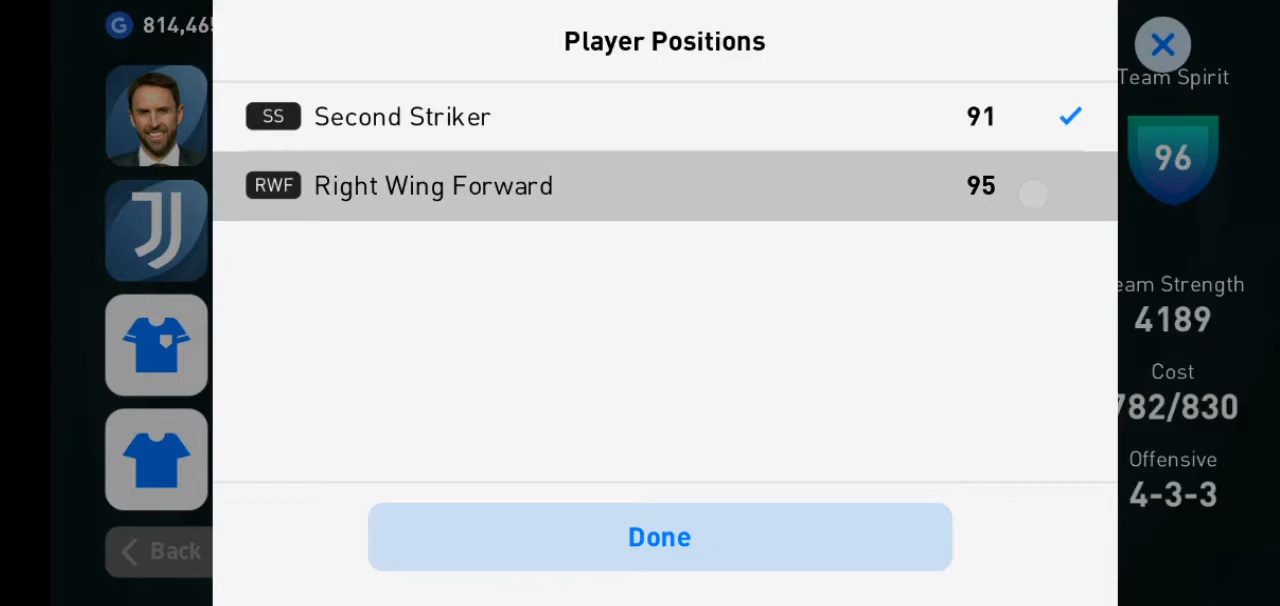 G 814,46
Player Positions
Team Spirit
SS Second Striker 91
96
RWF Right Wing Forward 95
eam Strength
4189
Cost
782/830
Offensive
4-3-3
Back
Done